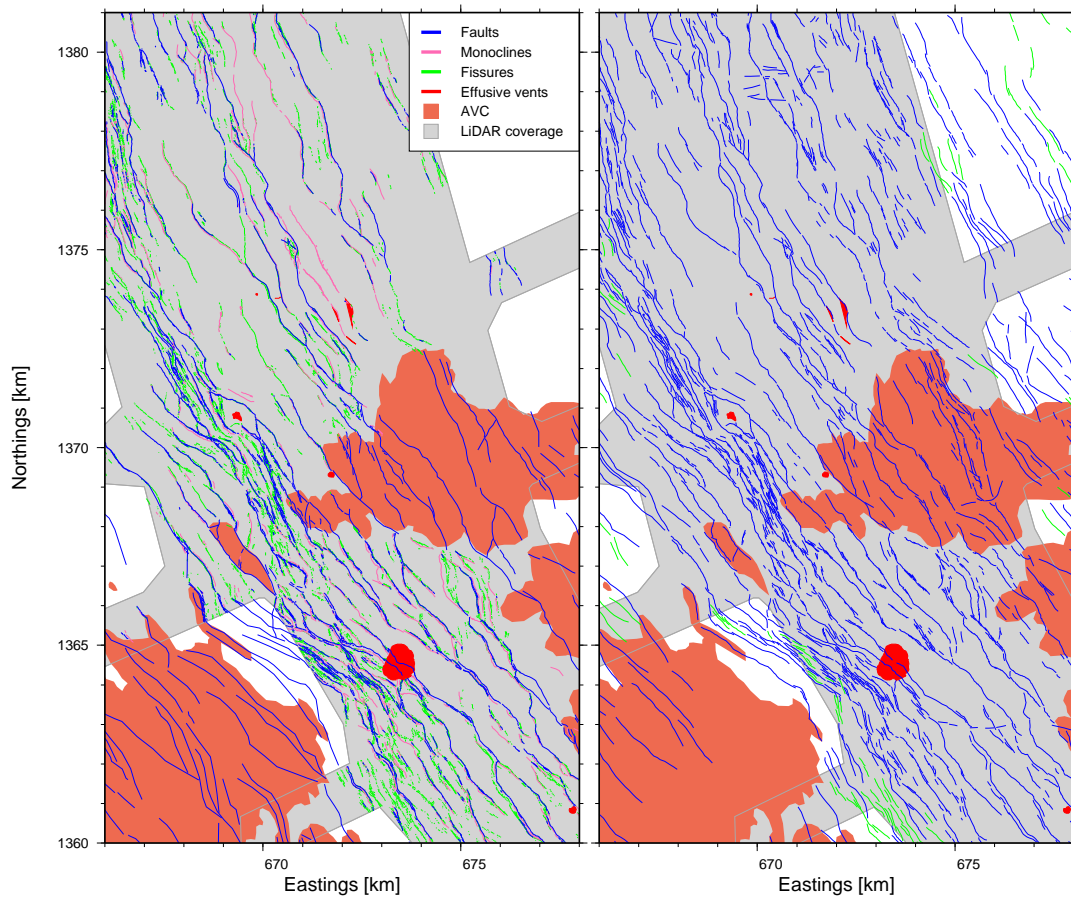 Faults
Monoclines
Fissures
Effusive vents
AVC
LiDAR coverage
1380
1375
1370
1365
1360
Northings [km]
670
675
Eastings [km]
670
675
Eastings [km]